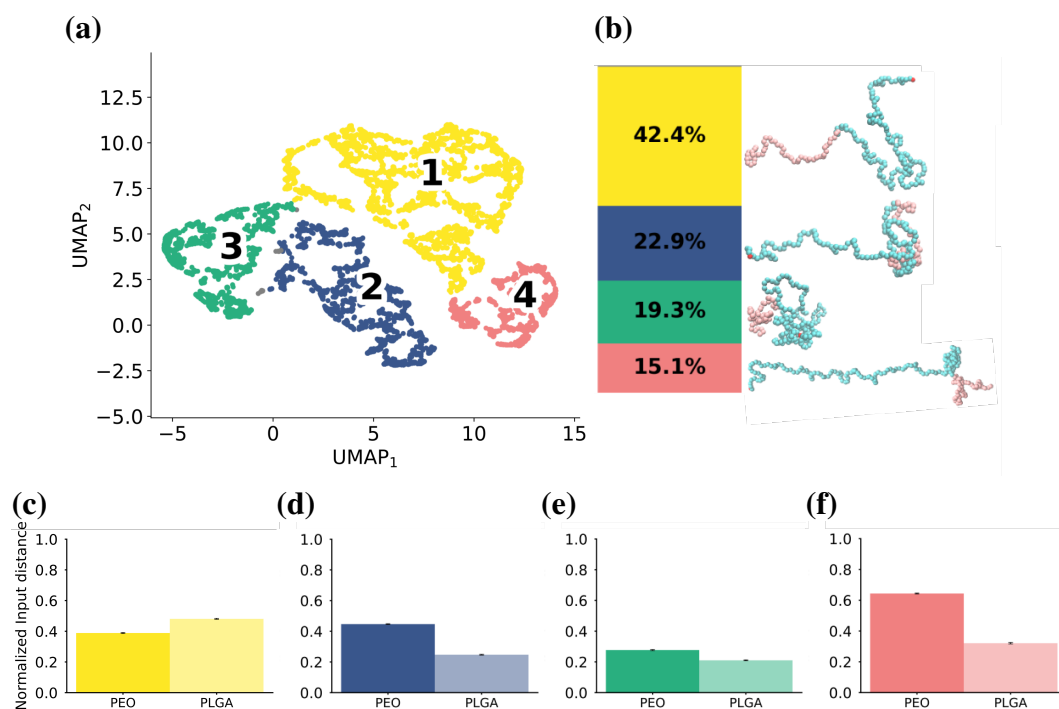 (a)
12.5
10.0
7.5
5.0
2.5
0.0
−2.5
−5.0
UMAP₂
1
3
2
4
−5 0 5 10 15
UMAP₁
(b)
42.4%
22.9%
19.3%
15.1%
(c)
Normalized Input distance
1.0
0.8
0.6
0.4
0.2
0.0
PEO PLGA
(d)
1.0
0.8
0.6
0.4
0.2
0.0
PEO PLGA
(e)
1.0
0.8
0.6
0.4
0.2
0.0
PEO PLGA
(f)
1.0
0.8
0.6
0.4
0.2
0.0
PEO PLGA